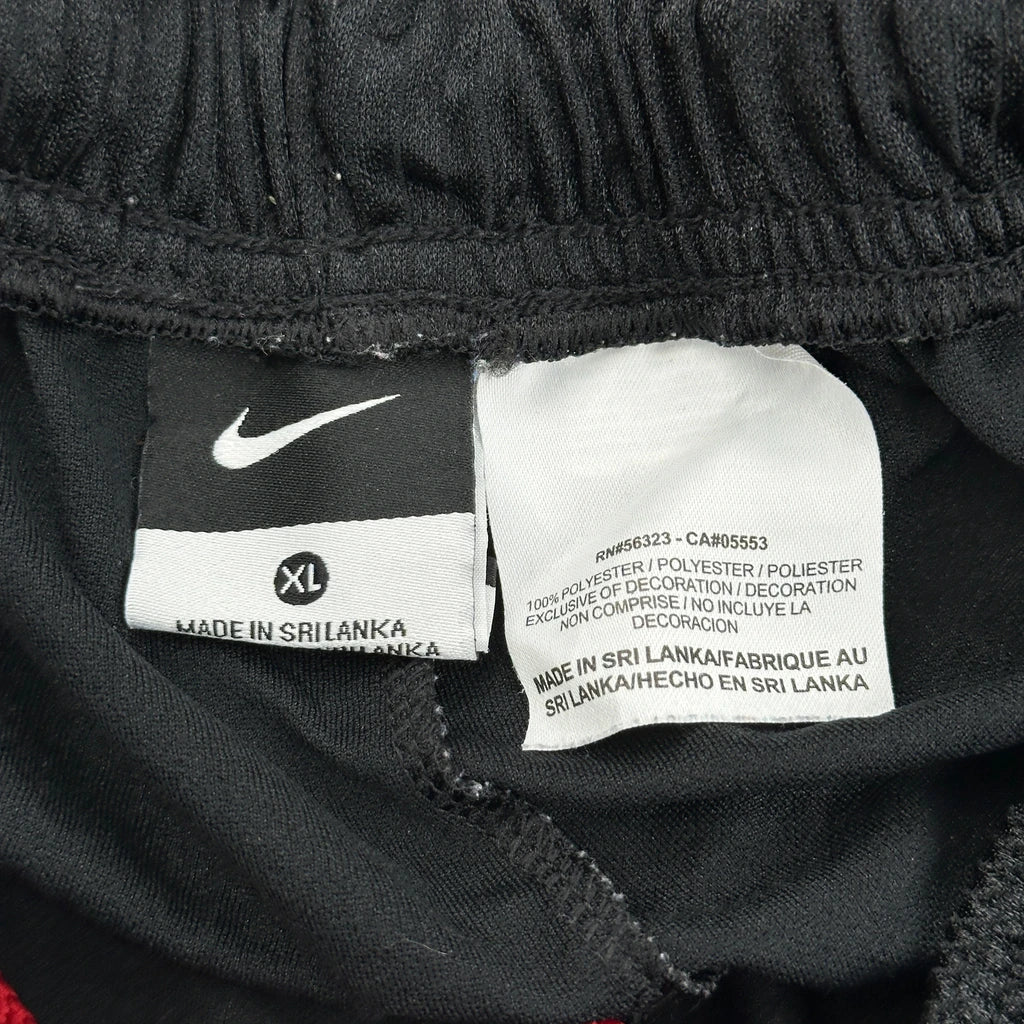 XL
MADE IN SRI LANKA
LANKA
RN#56323 - CA#05553
100% POLYESTER / POLYESTER / POLIESTER
EXCLUSIVE OF DECORATION / DECORATION
NON COMPRISE / NO INCLUYE LA
DECORACION
MADE IN SRI LANKA/FABRIQUE AU
SRI LANKA/HECHO EN SRI LANKA